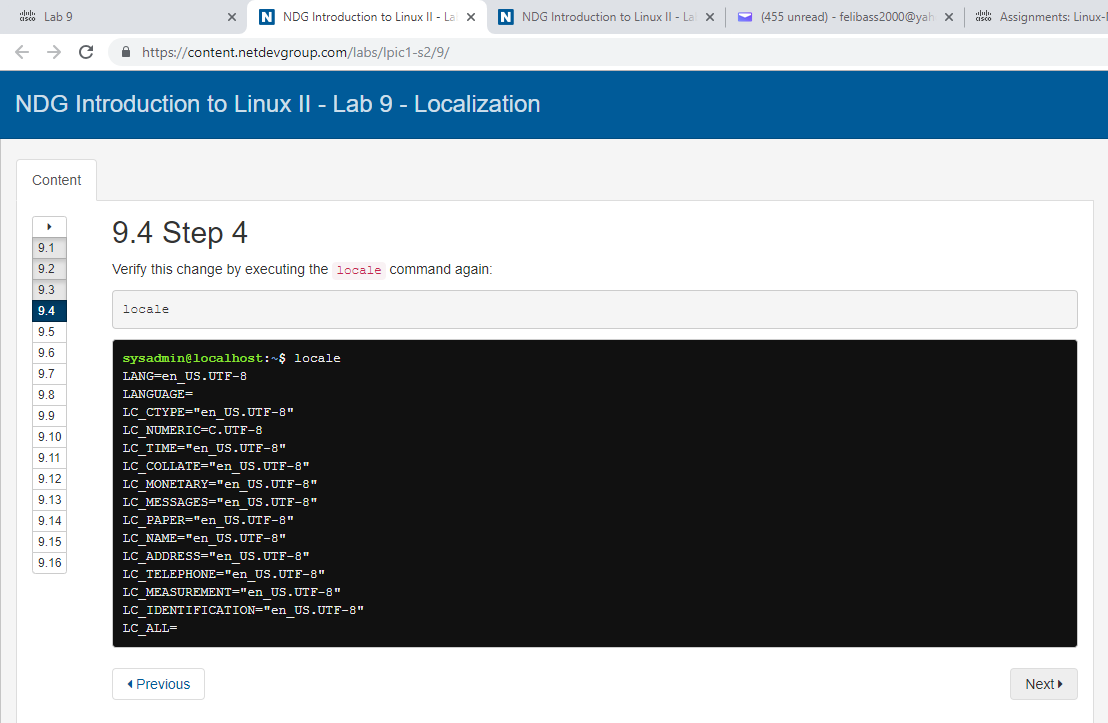 Lab 9
NDG Introduction to Linux II - La
NDG Introduction to Linux II - La
(455 unread) - felibass2000@yah
Assignments: Linux-
https://content.netdevgroup.com/labs/lpic1-s2/9/
NDG Introduction to Linux II - Lab 9 - Localization
Content
9.1
9.2
9.3
9.4
9.5
9.6
9.7
9.8
9.9
9.10
9.11
9.12
9.13
9.14
9.15
9.16
9.4 Step 4
Verify this change by executing the locale command again:
locale
sysadmin@localhost:~$ locale
LANG=en_US.UTF-8
LANGUAGE=
LC_CTYPE="en_US.UTF-8"
LC_NUMERIC=C.UTF-8
LC_TIME="en_US.UTF-8"
LC_COLLATE="en_US.UTF-8"
LC_MONETARY="en_US.UTF-8"
LC_MESSAGES="en_US.UTF-8"
LC_PAPER="en_US.UTF-8"
LC_NAME="en_US.UTF-8"
LC_ADDRESS="en_US.UTF-8"
LC_TELEPHONE="en_US.UTF-8"
LC_MEASUREMENT="en_US.UTF-8"
LC_IDENTIFICATION="en_US.UTF-8"
LC_ALL=
Previous
Next